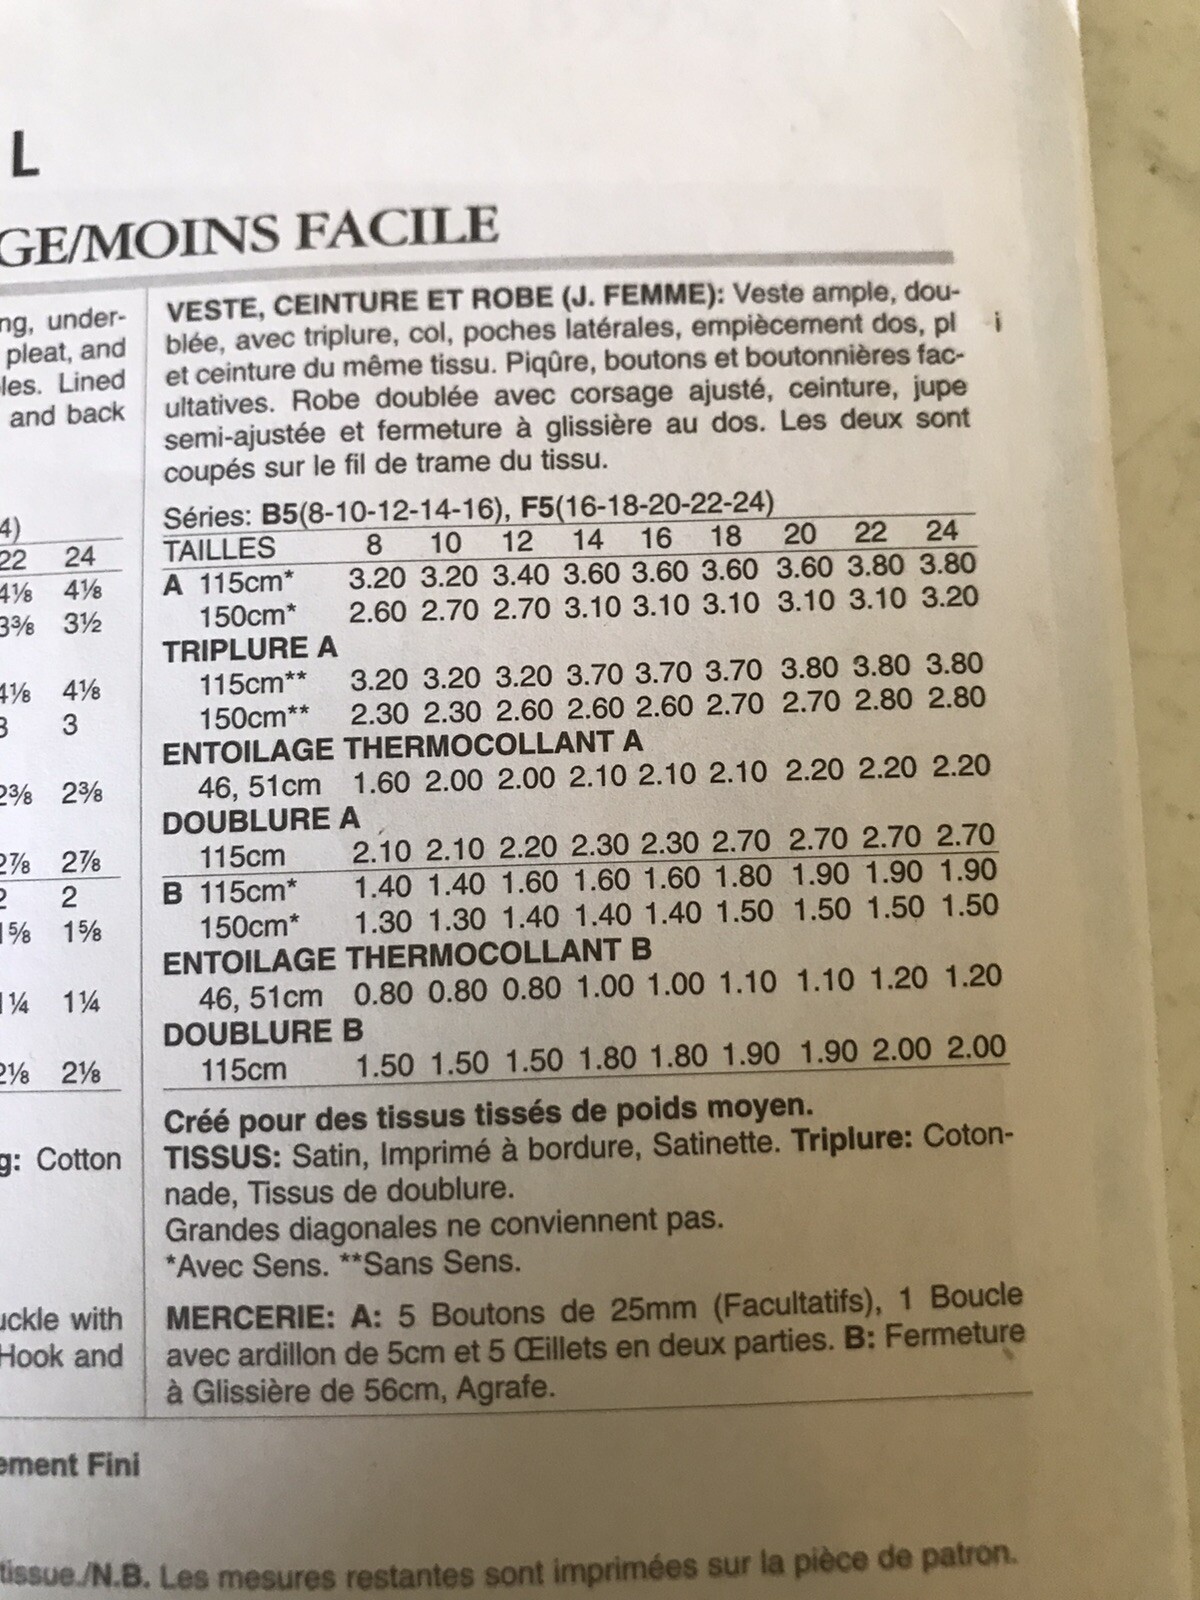 L
GE/MOINS FACILE
ng, under-
pleat, and
les. Lined
and back
4)
22 24
4⅛ 4⅛
3⅜ 3½
4⅛ 4⅛
3 3
2⅜ 2⅜
2⅞ 2⅞
2 2
1⅝ 1⅝
1¼ 1¼
2⅛ 2⅛
g: Cotton
uckle with
Hook and
VESTE, CEINTURE ET ROBE (J. FEMME): Veste ample, dou-
blée, avec triplure, col, poches latérales, empiècement dos, pl i
et ceinture du même tissu. Piqûre, boutons et boutonnières fac-
ultatives. Robe doublée avec corsage ajusté, ceinture, jupe
semi-ajustée et fermeture à glissière au dos. Les deux sont
coupés sur le fil de trame du tissu.
Séries: B5(8-10-12-14-16), F5(16-18-20-22-24)
TAILLES 8 10 12 14 16 18 20 22 24
A 115cm* 3.20 3.20 3.40 3.60 3.60 3.60 3.60 3.80 3.80
150cm* 2.60 2.70 2.70 3.10 3.10 3.10 3.10 3.10 3.20
TRIPLURE A
115cm** 3.20 3.20 3.20 3.70 3.70 3.70 3.80 3.80 3.80
150cm** 2.30 2.30 2.60 2.60 2.60 2.70 2.70 2.80 2.80
ENTOILAGE THERMOCOLLANT A
46, 51cm 1.60 2.00 2.00 2.10 2.10 2.10 2.20 2.20 2.20
DOUBLURE A
115cm 2.10 2.10 2.20 2.30 2.30 2.70 2.70 2.70 2.70
B 115cm* 1.40 1.40 1.60 1.60 1.60 1.80 1.90 1.90 1.90
150cm* 1.30 1.30 1.40 1.40 1.40 1.50 1.50 1.50 1.50
ENTOILAGE THERMOCOLLANT B
46, 51cm 0.80 0.80 0.80 1.00 1.00 1.10 1.10 1.20 1.20
DOUBLURE B
115cm 1.50 1.50 1.50 1.80 1.80 1.90 1.90 2.00 2.00
Créé pour des tissus tissés de poids moyen.
TISSUS: Satin, Imprimé à bordure, Satinette. Triplure: Coton-
nade, Tissus de doublure.
Grandes diagonales ne conviennent pas.
*Avec Sens. **Sans Sens.
MERCERIE: A: 5 Boutons de 25mm (Facultatifs), 1 Boucle
avec ardillon de 5cm et 5 Œillets en deux parties. B: Fermeture
à Glissière de 56cm, Agrafe.
ement Fini
tissue./N.B. Les mesures restantes sont imprimées sur la pièce de patron.